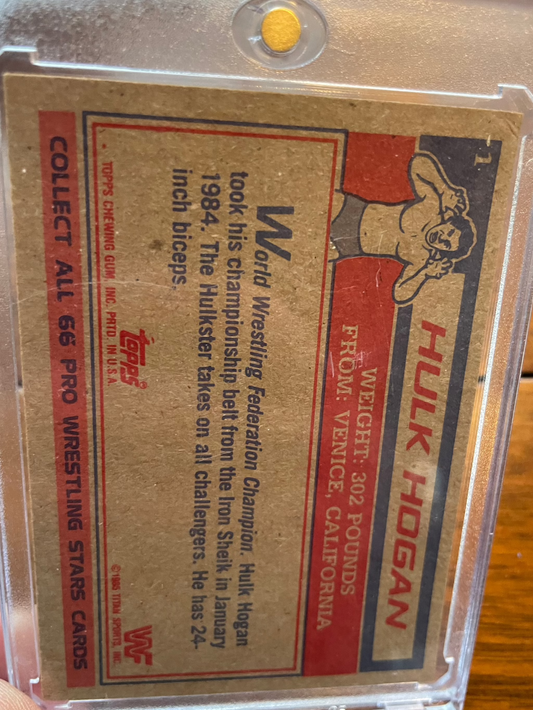 1
HULK HOGAN
WEIGHT: 302 POUNDS
FROM: VENICE, CALIFORNIA
World Wrestling Federation Champion, Hulk Hogan
took his championship belt from the Iron Sheik in January
1984. The Hulkster takes on all challengers. He has 24-
inch biceps.
topps®
W
TOPPS CHEWING GUM, INC. PRTD. IN U.S.A.
©1985 TITAN SPORTS, INC.
COLLECT ALL 66 PRO WRESTLING STARS CARDS